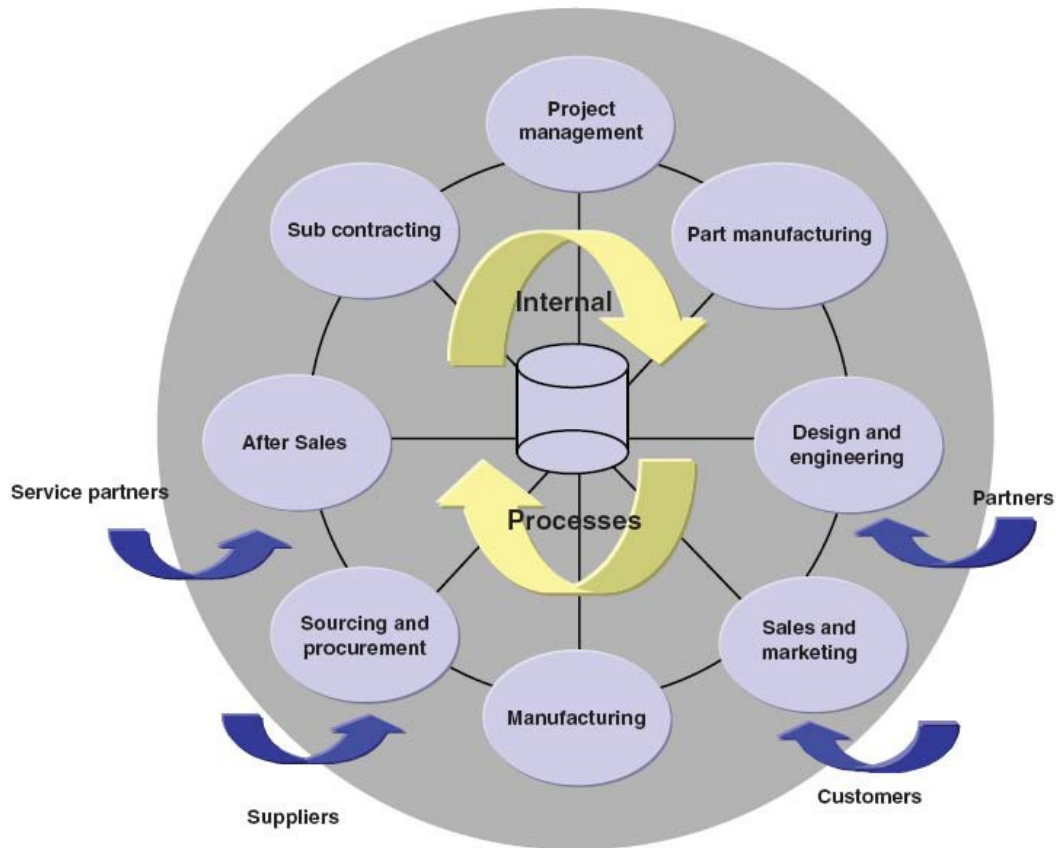 Project
management
Sub contracting
Part manufacturing
Internal
After Sales
Design and
engineering
Service partners
Partners
Processes
Sourcing and
procurement
Sales and
marketing
Manufacturing
Suppliers
Customers